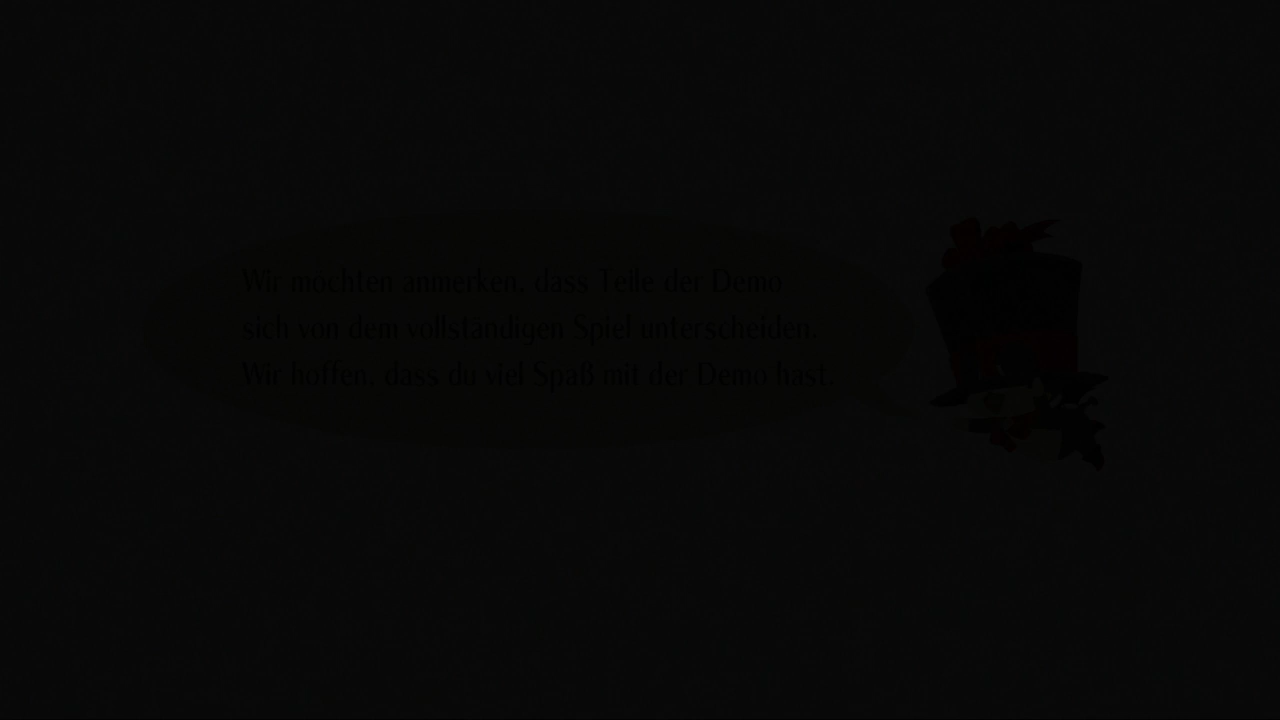 Wir möchten anmerken, dass Teile der Demo
sich von dem vollständigen Spiel unterscheiden.
Wir hoffen, dass du viel Spaß mit der Demo hast.